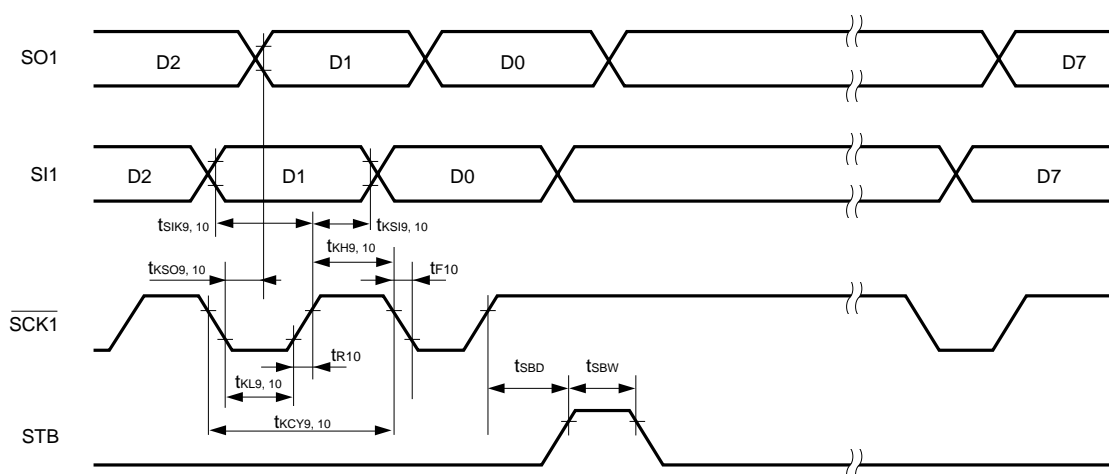 SO1 D2 D1 D0 D7
SI1 D2 D1 D0 D7
tSIK9, 10 tKSI9, 10
tKH9, 10
tKSO9, 10 tF10
SCK1
tR10
tSBD tSBW
tKL9, 10
tKCY9, 10
STB